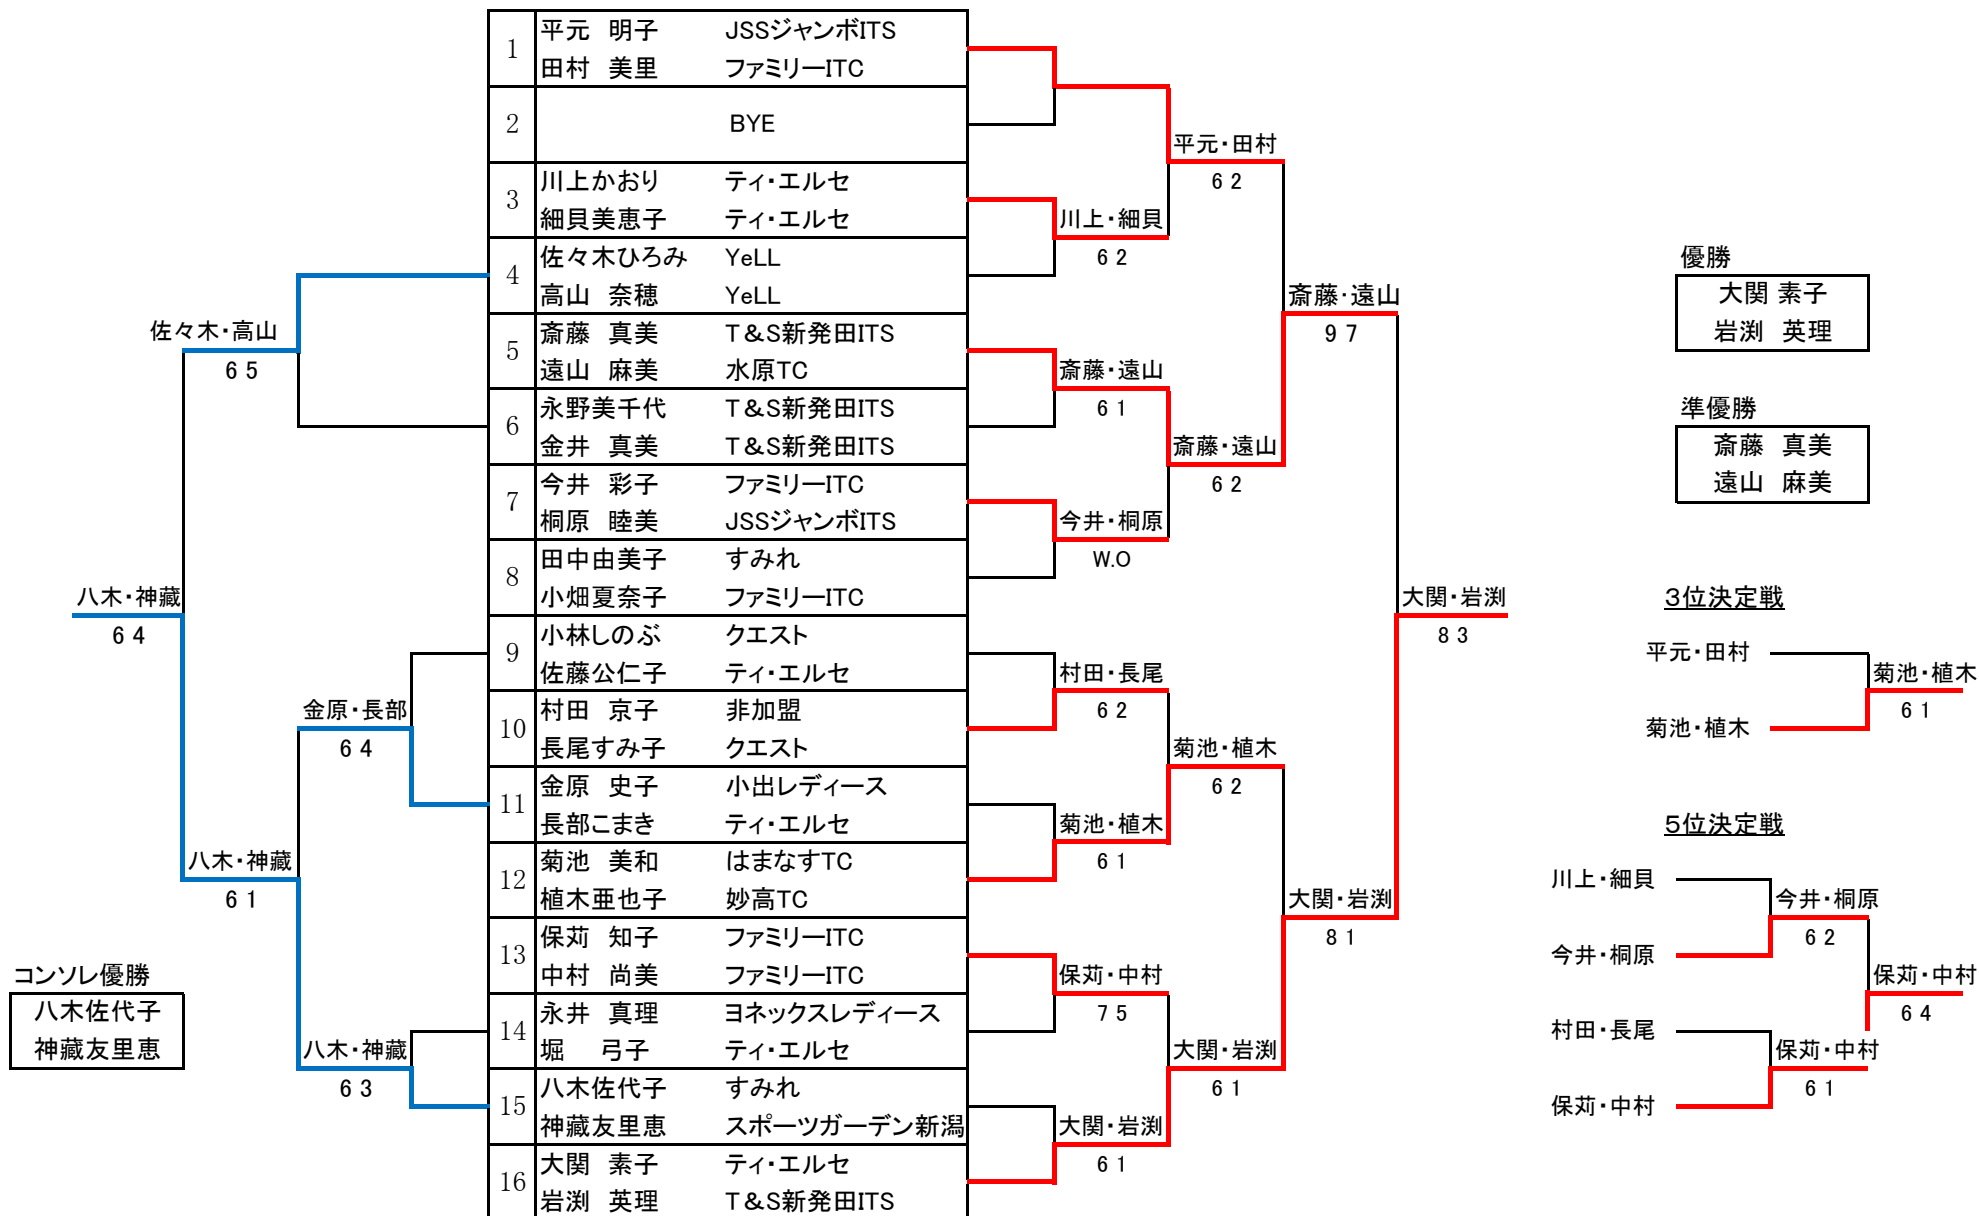 1
平元　明子　JSSジャンボITS
田村　美里　ファミリーITC
2
BYE
3
川上かおり　ティ・エルセ
細貝美恵子　ティ・エルセ
4
佐々木ひろみ　YeLL
高山　奈穂　YeLL
5
斎藤　真美　T＆S新発田ITS
遠山　麻美　水原TC
6
永野美千代　T＆S新発田ITS
金井　真美　T＆S新発田ITS
7
今井　彩子　ファミリーITC
桐原　睦美　JSSジャンボITS
8
田中由美子　すみれ
小畑夏奈子　ファミリーITC
9
小林しのぶ　クエスト
佐藤公仁子　ティ・エルセ
10
村田　京子　非加盟
長尾すみ子　クエスト
11
金原　史子　小出レディース
長部こまき　ティ・エルセ
12
菊池　美和　はまなすTC
植木亜也子　妙高TC
13
保苅　知子　ファミリーITC
中村　尚美　ファミリーITC
14
永井　真理　ヨネックスレディース
堀　弓子　ティ・エルセ
15
八木佐代子　すみれ
神藏友里恵　スポーツガーデン新潟
16
大関　素子　ティ・エルセ
岩渕　英理　T＆S新発田ITS
佐々木・高山
6 5
八木・神藏
6 4
金原・長部
6 4
八木・神藏
6 1
八木・神藏
6 3
コンソレ優勝
八木佐代子
神藏友里恵
川上・細貝
6 2
斎藤・遠山
6 1
今井・桐原
W.O
村田・長尾
6 2
菊池・植木
6 1
保苅・中村
7 5
大関・岩渕
6 1
平元・田村
6 2
斎藤・遠山
6 2
菊池・植木
6 2
大関・岩渕
6 1
斎藤・遠山
9 7
大関・岩渕
8 1
大関・岩渕
8 3
優勝
大関 素子
岩渕　英理
準優勝
斎藤　真美
遠山　麻美
3位決定戦
平元・田村
菊池・植木
菊池・植木
6 1
5位決定戦
川上・細貝
今井・桐原
今井・桐原
6 2
村田・長尾
保苅・中村
保苅・中村
6 1
保苅・中村
6 4